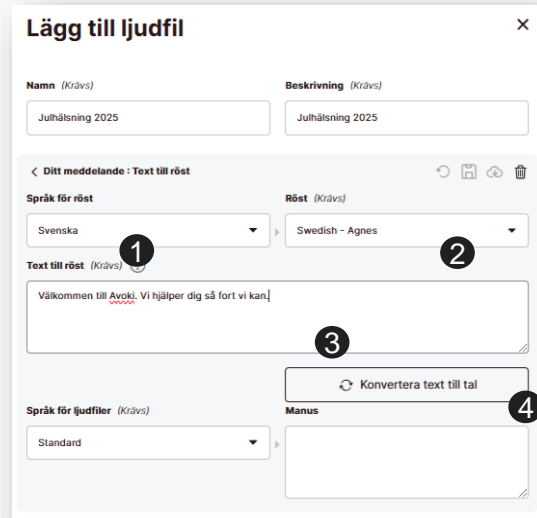 Lägg till ljudfil
Namn (Krävs) Beskrivning (Krävs)
Julhälsning 2025 Julhälsning 2025
Ditt meddelande : Text till röst
Språk för röst Röst (Krävs)
Svenska Swedish - Agnes
1 2
Text till röst (Krävs)
Välkommen till Avoki. Vi hjälper dig så fort vi kan.
3
Konvertera text till tal
4
Språk för ljudfiler (Krävs) Manus
Standard